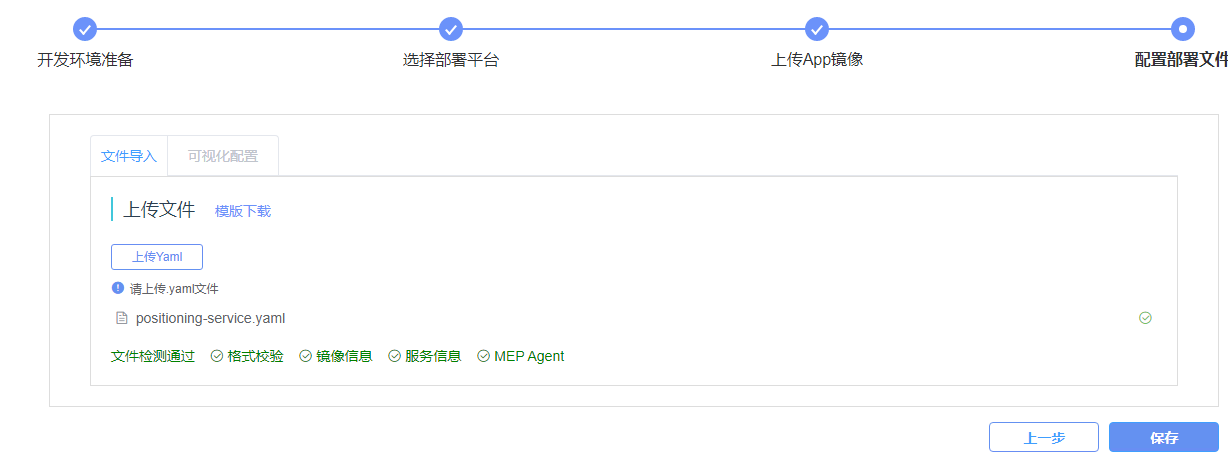 开发环境准备 选择部署平台 上传App镜像 配置部署文件
文件导入 可视化配置
上传文件 模版下载
上传Yaml
请上传.yaml文件
positioning-service.yaml
文件检测通过 格式校验 镜像信息 服务信息 MEP Agent
上一步 保存